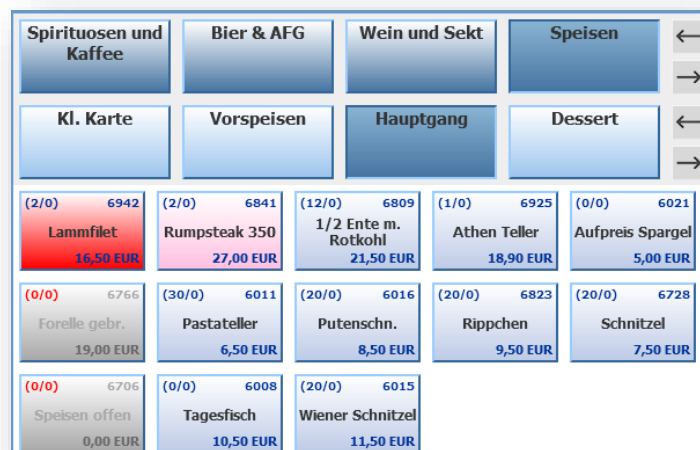 Spirituosen und
Kaffee
Bier & AFG
Wein und Sekt
Speisen
Kl. Karte
Vorspeisen
Hauptgang
Dessert
(2/0) 6942
Lammfilet
16,50 EUR
(2/0) 6841
Rumpsteak 350
27,00 EUR
(12/0) 6809
1/2 Ente m.
Rotkohl
21,50 EUR
(1/0) 6925
Athen Teller
18,90 EUR
(0/0) 6021
Aufpreis Spargel
5,00 EUR
(0/0) 6766
Forelle gebr.
19,00 EUR
(30/0) 6011
Pastateller
6,50 EUR
(20/0) 6016
Putenschn.
8,50 EUR
(20/0) 6823
Rippchen
9,50 EUR
(20/0) 6728
Schnitzel
7,50 EUR
(0/0) 6706
Speisen offen
0,00 EUR
(0/0) 6008
Tagesfisch
10,50 EUR
(20/0) 6015
Wiener Schnitzel
11,50 EUR